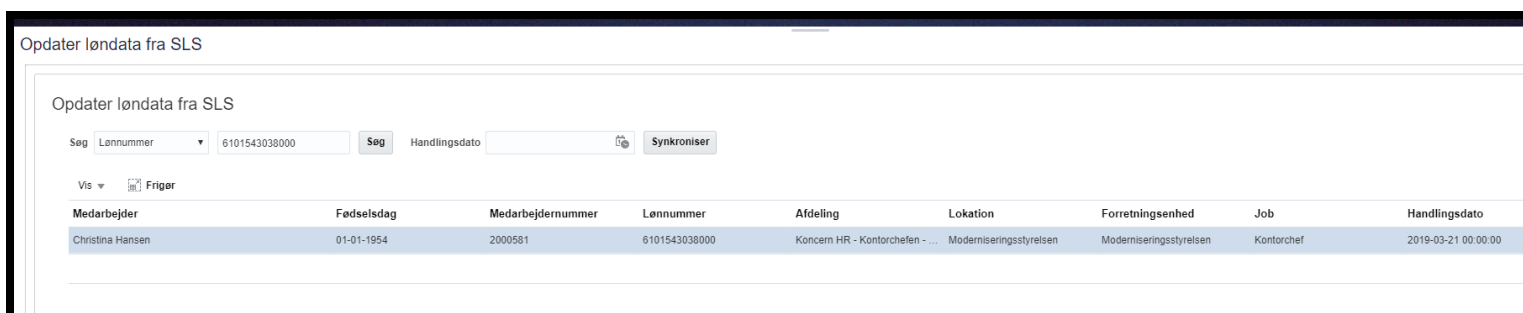 Opdater løndata fra SLS
Opdater løndata fra SLS
Søg Lønnummer 6101543038000 Søg Handlingsdato Synkroniser
Vis Frigør
Medarbejder Fødselsdag Medarbejdernummer Lønnummer Afdeling Lokation Forretningsenhed Job Handlingsdato
Christina Hansen 01-01-1954 2000581 6101543038000 Koncern HR - Kontorchefen - ... Moderniseringsstyrelsen Moderniseringsstyrelsen Kontorchef 2019-03-21 00:00:00